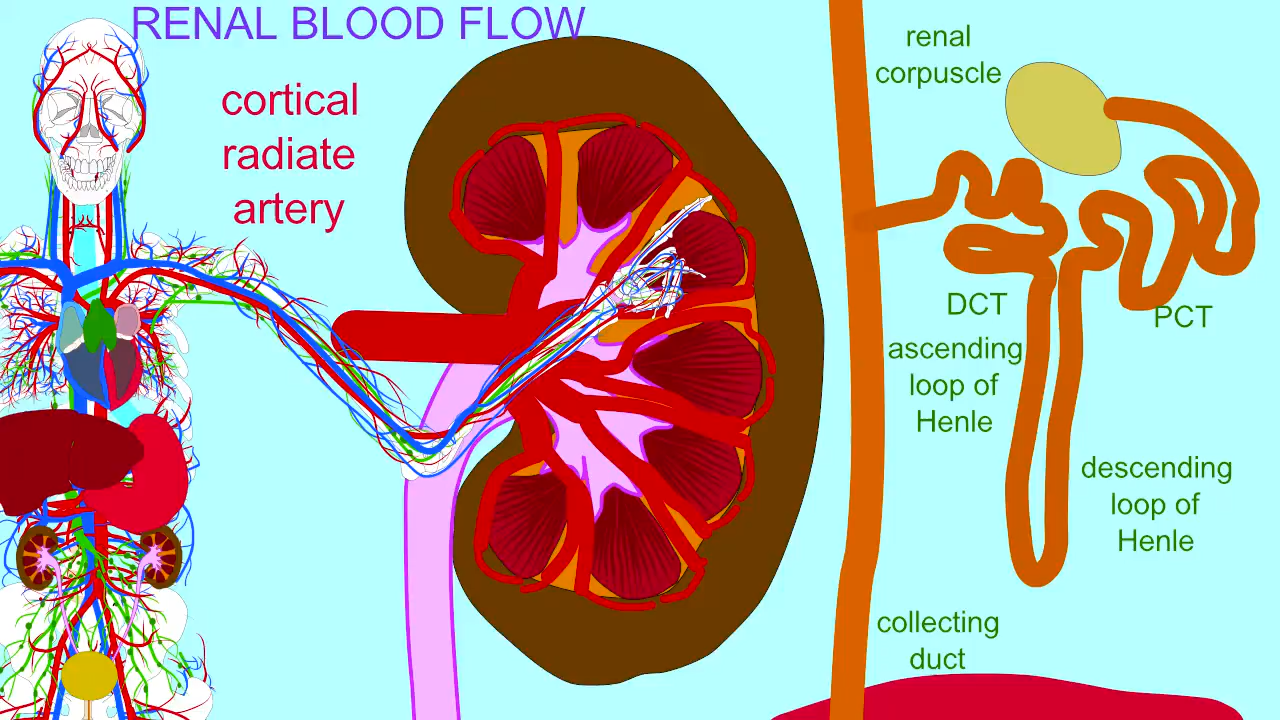 RENAL BLOOD FLOW
cortical
radiate
artery
renal
corpuscle
DCT
PCT
ascending
loop of
Henle
descending
loop of
Henle
collecting
duct